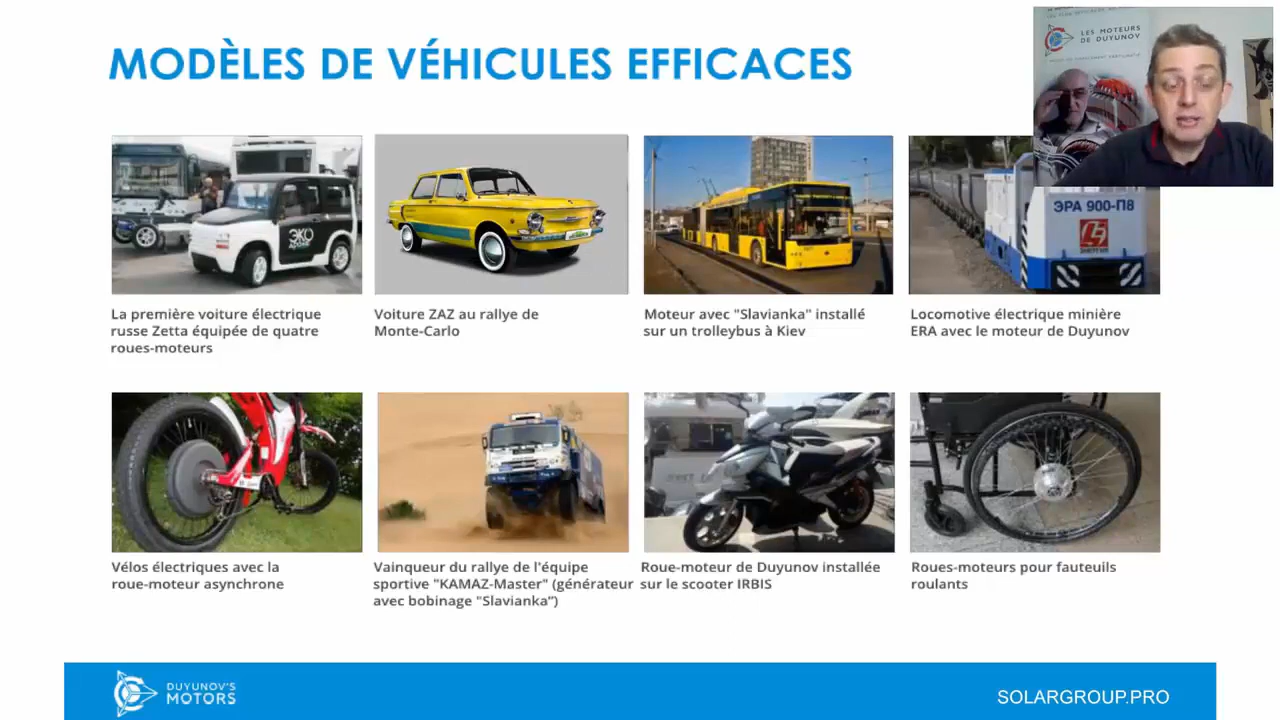 MODÈLES DE VÉHICULES EFFICACES
LES MOTEURS
DE DUYUNOV
ЭКО
ЭРА 900-П8
ЭНЕРГИЯ
La première voiture électrique
russe Zetta équipée de quatre
roues-moteurs
Voiture ZAZ au rallye de
Monte-Carlo
Moteur avec "Slavianka" installé
sur un trolleybus à Kiev
Locomotive électrique minière
ERA avec le moteur de Duyunov
Vélos électriques avec la
roue-moteur asynchrone
Vainqueur du rallye de l'équipe
sportive "KAMAZ-Master" (générateur
avec bobinage "Slavianka")
Roue-moteur de Duyunov installée
sur le scooter IRBIS
Roues-moteurs pour fauteuils
roulants
DUYUNOV'S
MOTORS
SOLARGROUP.PRO